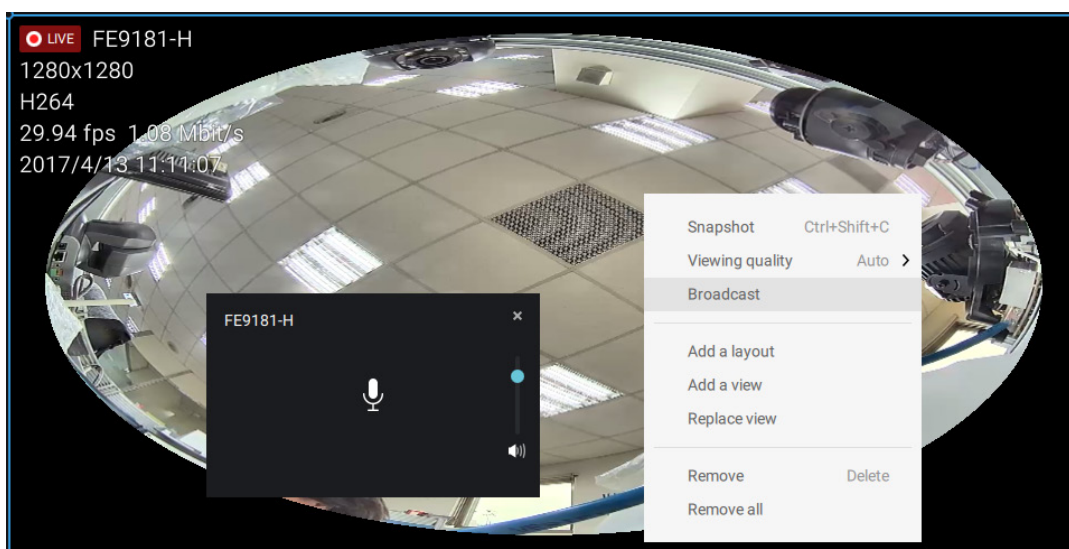 LIVE FE9181-H
1280x1280
H264
29.94 fps 1.08 Mbit/s
2017/4/13 11:11:07
Snapshot Ctrl+Shift+C
Viewing quality Auto
Broadcast
FE9181-H
Add a layout
Add a view
Replace view
Remove Delete
Remove all